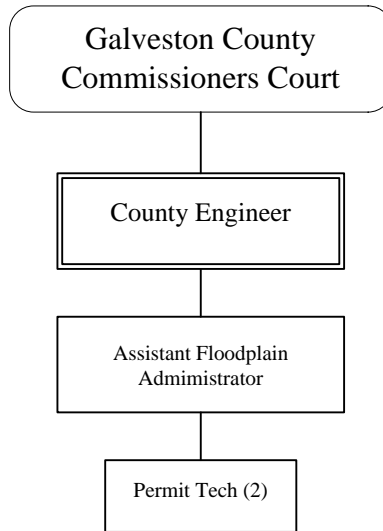 Galveston County
Commissioners Court
County Engineer
Assistant Floodplain
Admimistrator
Permit Tech (2)